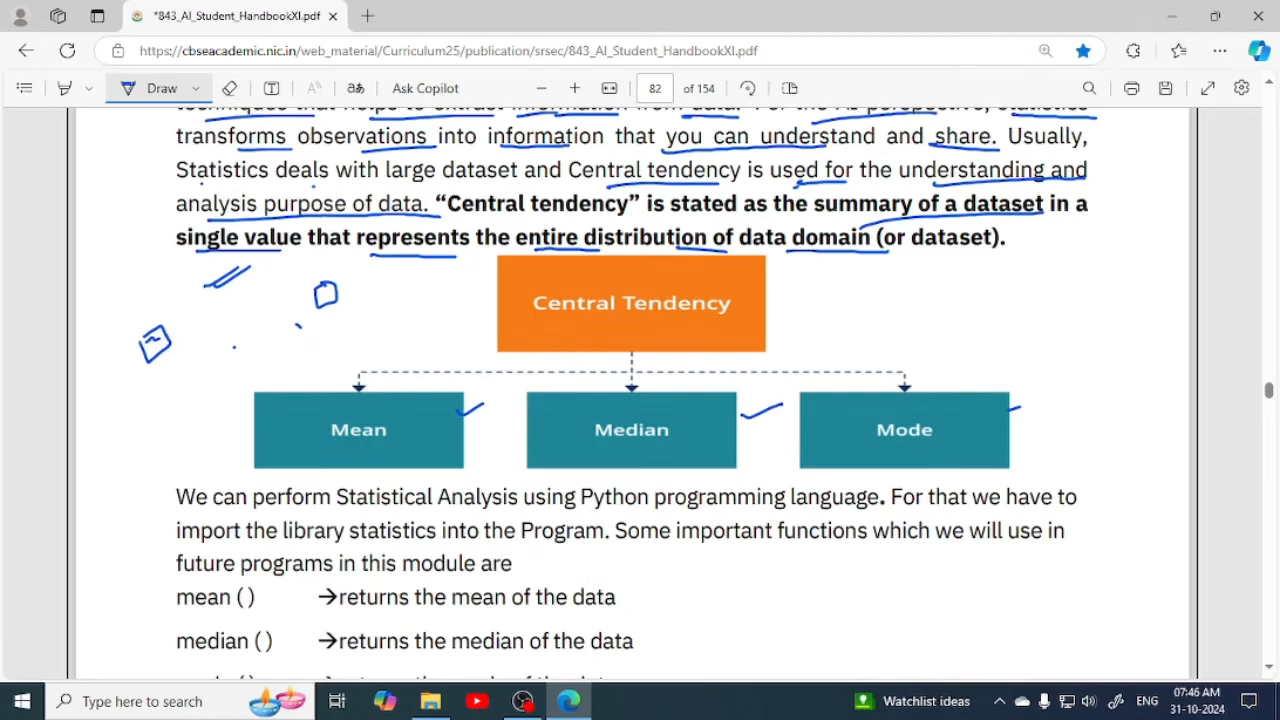 *843_AI_Student_HandbookXI.pdf
https://cbseacademic.nic.in/web_material/Curriculum25/publication/srsec/843_AI_Student_HandbookXI.pdf
Draw
Ask Copilot
82 of 154
transforms observations into information that you can understand and share. Usually,
Statistics deals with large dataset and Central tendency is used for the understanding and
analysis purpose of data. “Central tendency” is stated as the summary of a dataset in a
single value that represents the entire distribution of data domain (or dataset).
Central Tendency
Mean Median Mode
We can perform Statistical Analysis using Python programming language. For that we have to
import the library statistics into the Program. Some important functions which we will use in
future programs in this module are
mean ( ) →returns the mean of the data
median ( ) →returns the median of the data
Type here to search
Watchlist ideas
ENG
07:46 AM
31-10-2024